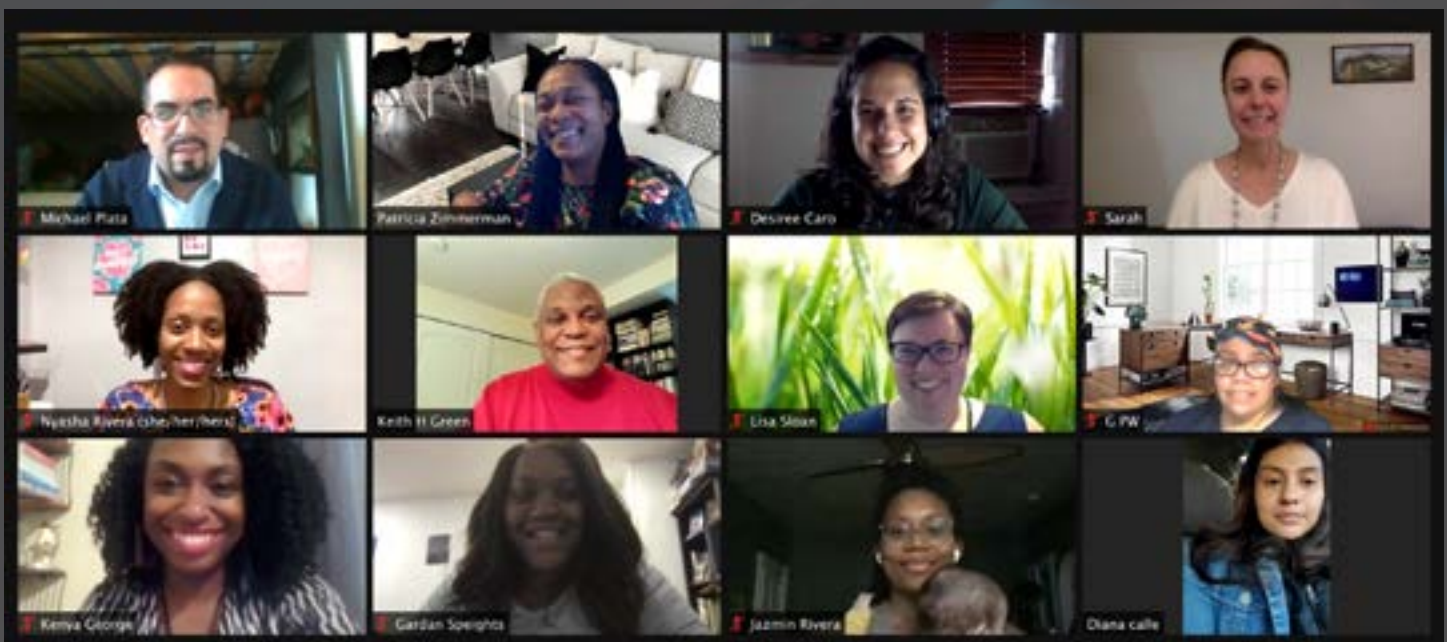 Michael Plata
Patricia Zimmerman
Desiree Caro
Sarah
Nyasha Rivera (she/her/hers)
Keith H Green
Lisa Sloan
G PW
Kenya George
Gardan Speights
Jazmin Rivera
Diana calle